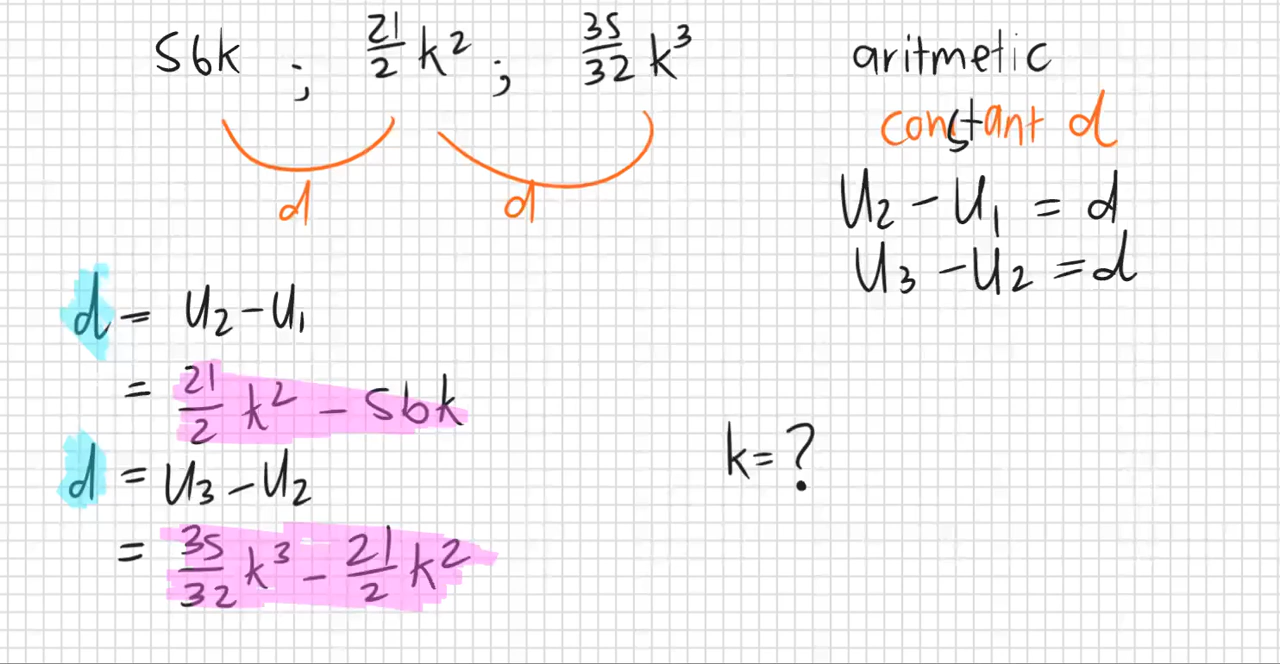 56k ; 21/2 k² ; 35/32 k³
aritmetic
constant d
d d
U₂ - U₁ = d
U₃ - U₂ = d
d = U₂ - U₁
= 21/2 k² - 56k
d = U₃ - U₂
= 35/32 k³ - 21/2 k²
k = ?